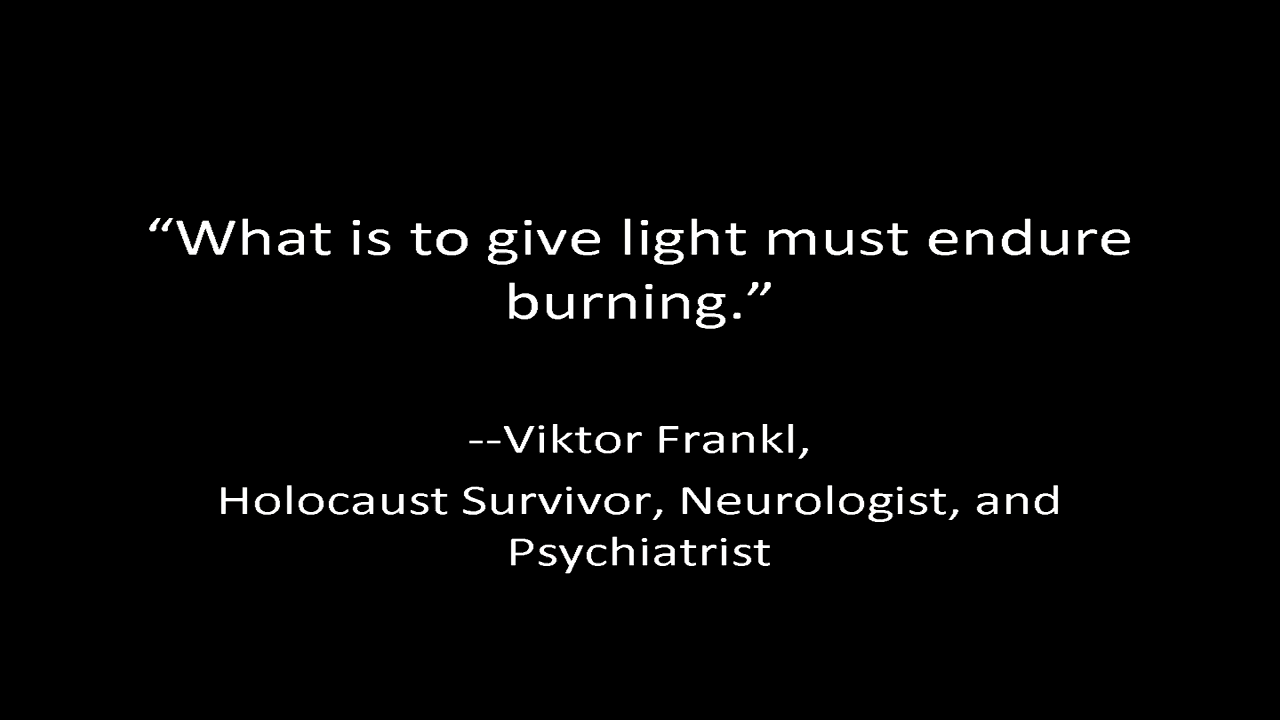 “What is to give light must endure
burning.”
--Viktor Frankl,
Holocaust Survivor, Neurologist, and
Psychiatrist